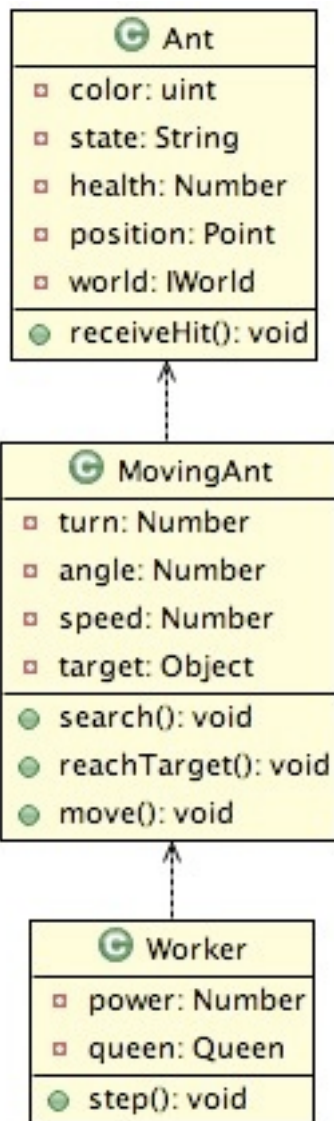 C Ant
color: uint
state: String
health: Number
position: Point
world: IWorld
receiveHit(): void
C MovingAnt
turn: Number
angle: Number
speed: Number
target: Object
search(): void
reachTarget(): void
move(): void
C Worker
power: Number
queen: Queen
step(): void